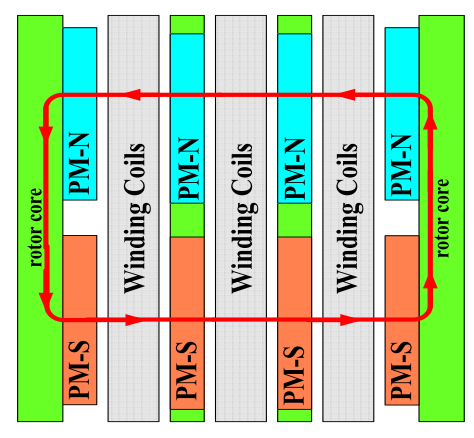 rotor core
PM-N
PM-S
Winding Coils
PM-N
PM-S
Winding Coils
PM-N
PM-S
Winding Coils
PM-N
PM-S
rotor core